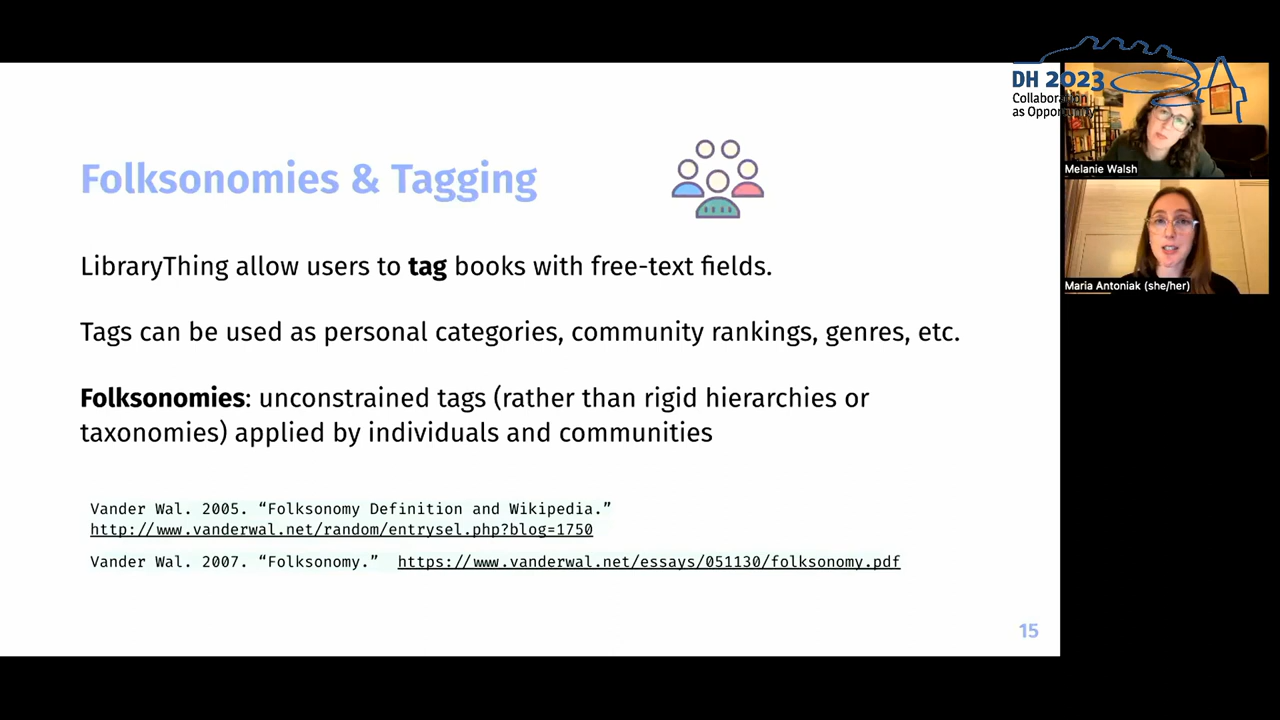 DH 2023
Collaboration
as Opportunity
Melanie Walsh
Maria Antoniak (she/her)
Folksonomies & Tagging
LibraryThing allow users to tag books with free-text fields.
Tags can be used as personal categories, community rankings, genres, etc.
Folksonomies: unconstrained tags (rather than rigid hierarchies or
taxonomies) applied by individuals and communities
Vander Wal. 2005. “Folksonomy Definition and Wikipedia.”
http://www.vanderwal.net/random/entrysel.php?blog=1750
Vander Wal. 2007. “Folksonomy.” https://www.vanderwal.net/essays/051130/folksonomy.pdf
15